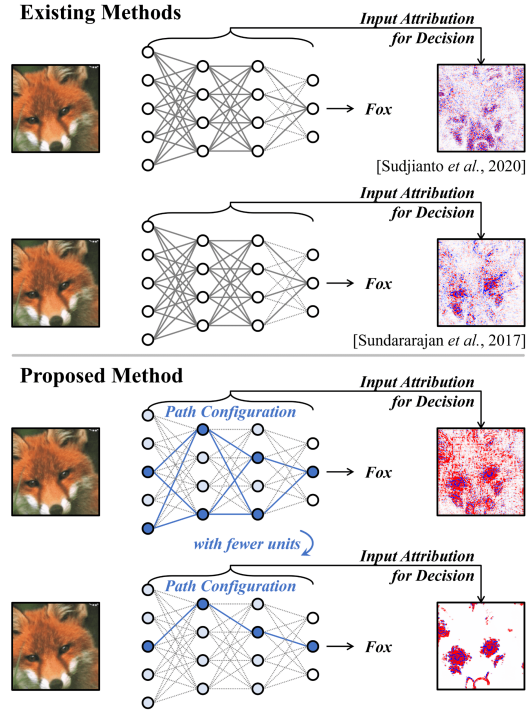 Existing Methods
Input Attribution
for Decision
Fox
[Sudjianto et al., 2020]
Input Attribution
for Decision
Fox
[Sundararajan et al., 2017]
Proposed Method
Input Attribution
for Decision
Path Configuration
Fox
with fewer units
Input Attribution
for Decision
Path Configuration
Fox